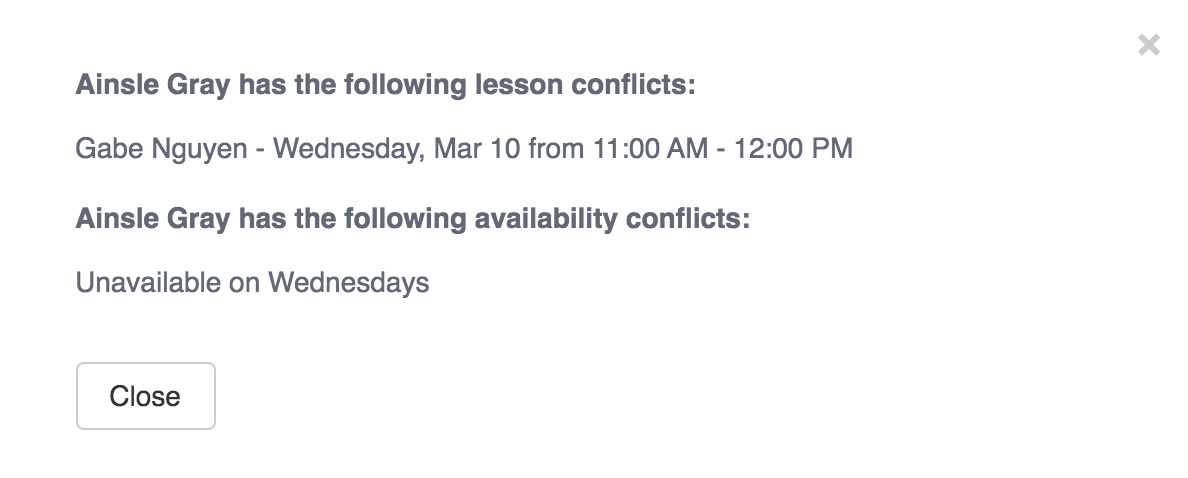 Ainsle Gray has the following lesson conflicts:
Gabe Nguyen - Wednesday, Mar 10 from 11:00 AM - 12:00 PM
Ainsle Gray has the following availability conflicts:
Unavailable on Wednesdays
Close